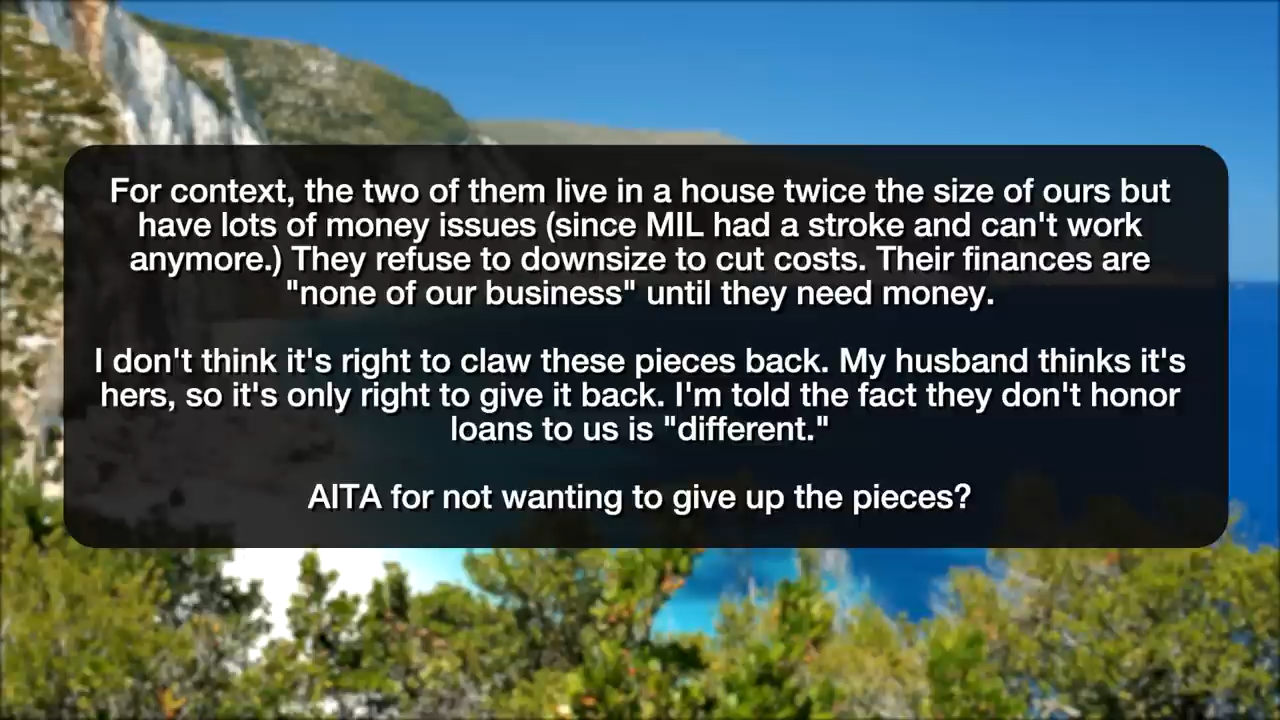 For context, the two of them live in a house twice the size of ours but
have lots of money issues (since MIL had a stroke and can't work
anymore.) They refuse to downsize to cut costs. Their finances are
"none of our business" until they need money.
I don't think it's right to claw these pieces back. My husband thinks it's
hers, so it's only right to give it back. I'm told the fact they don't honor
loans to us is "different."
AITA for not wanting to give up the pieces?